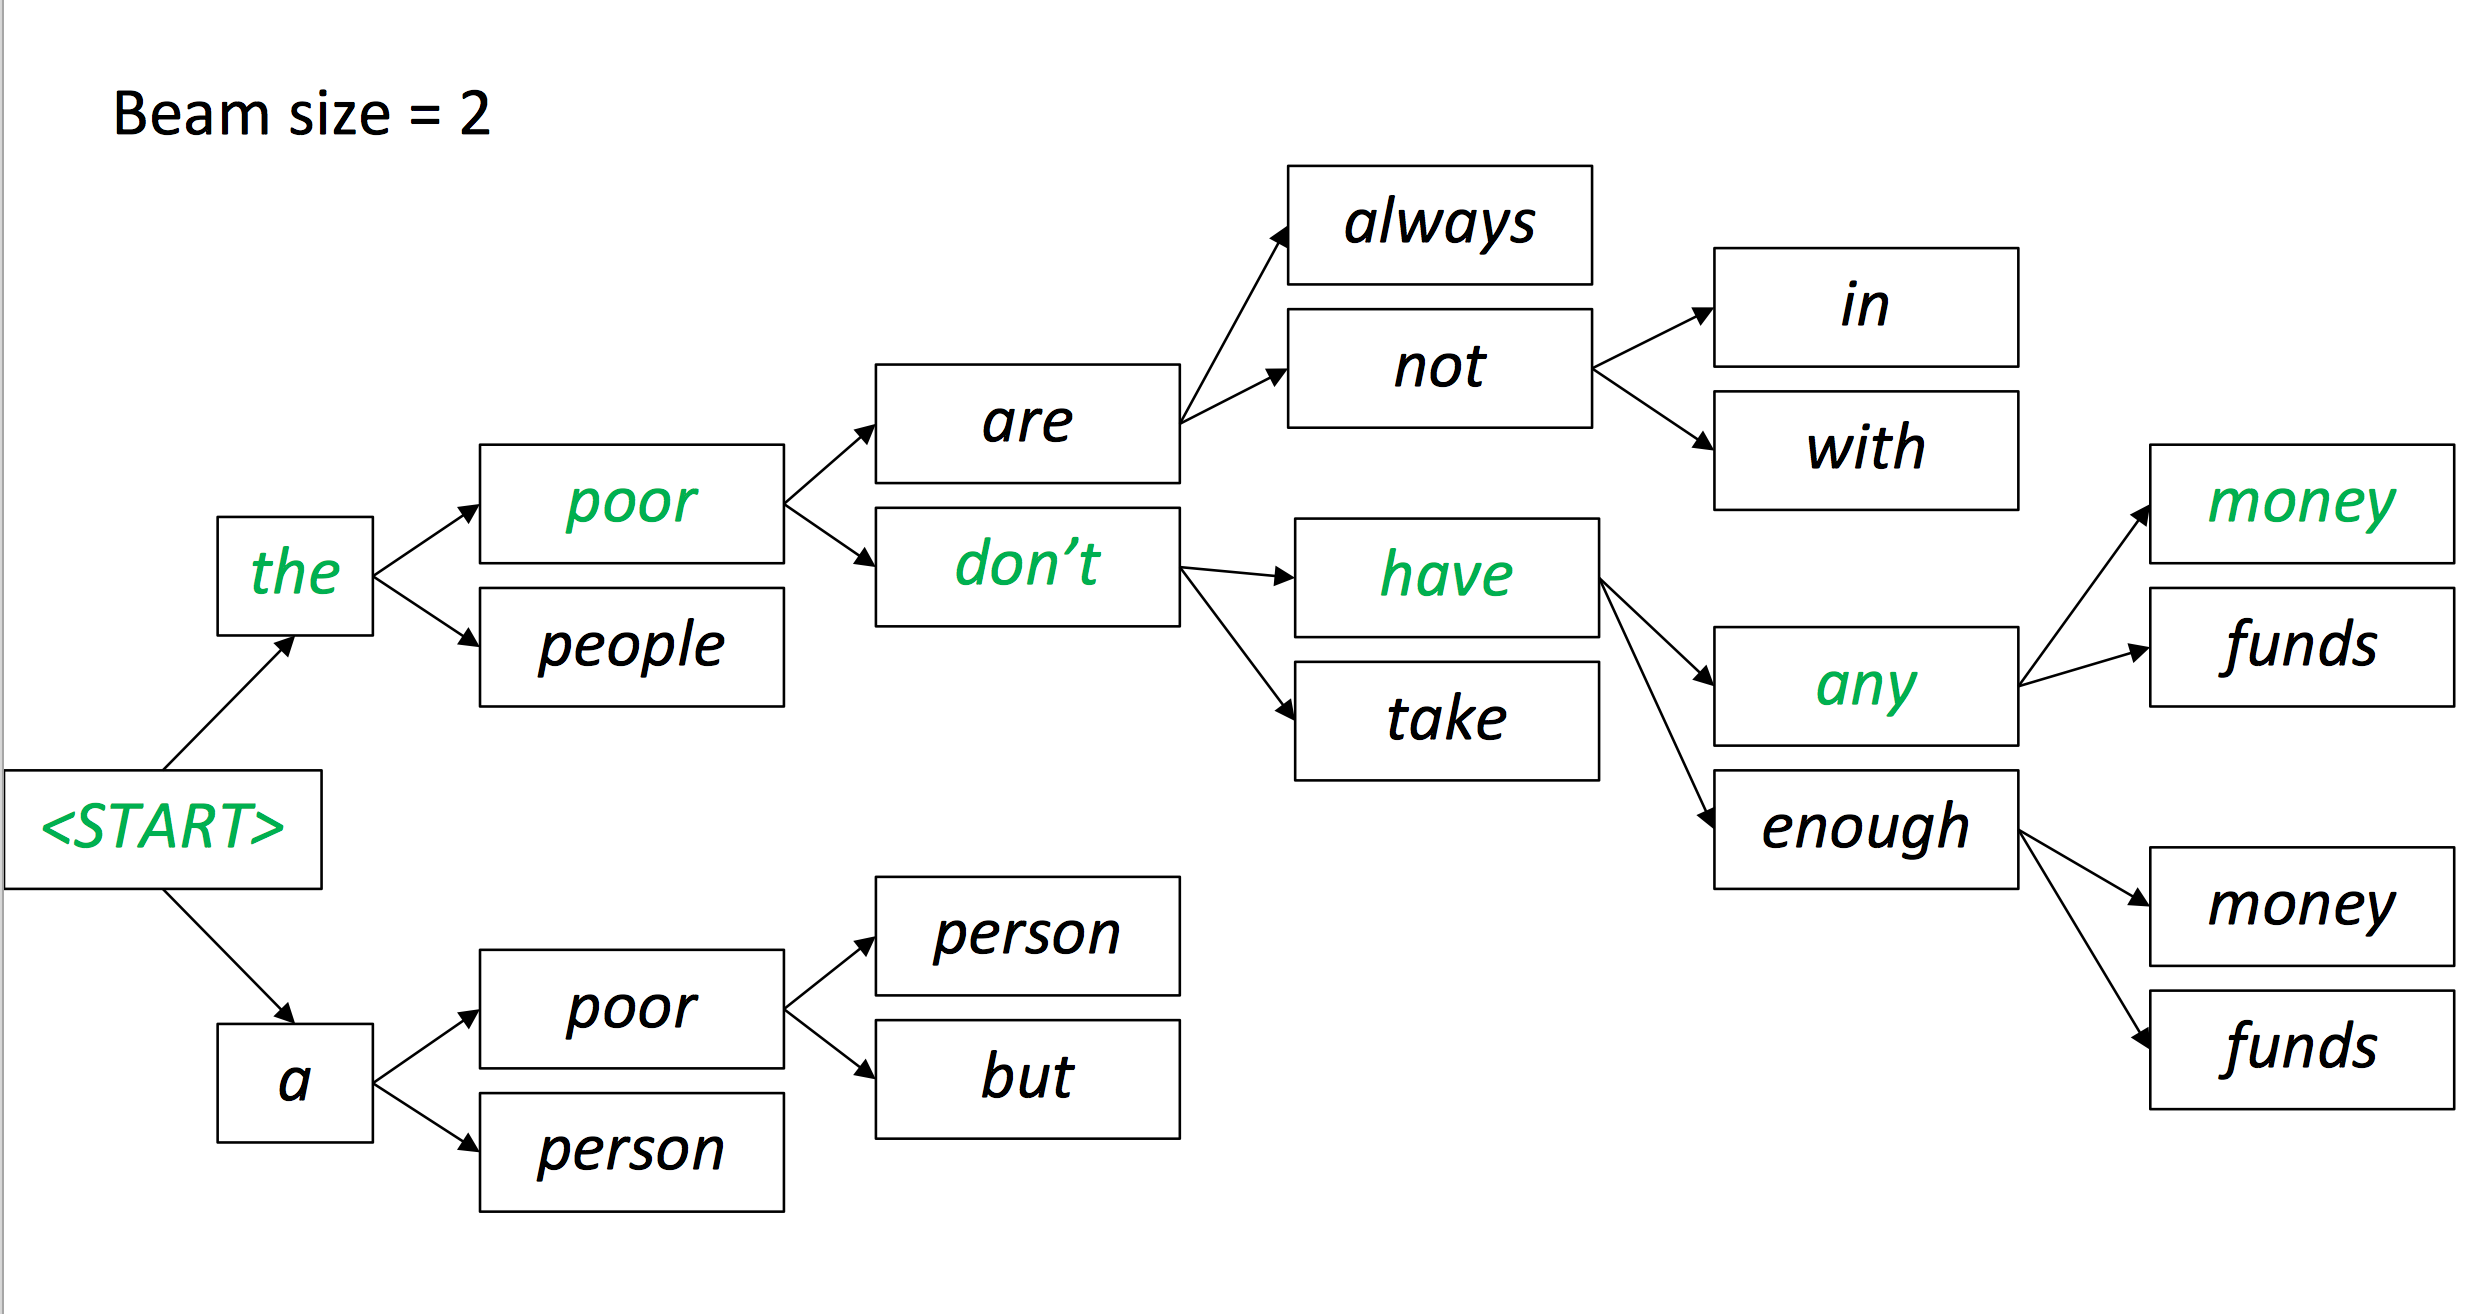 Beam size = 2
<START>
the
a
poor
people
poor
person
are
don’t
person
but
always
not
have
take
in
with
any
enough
money
funds
money
funds